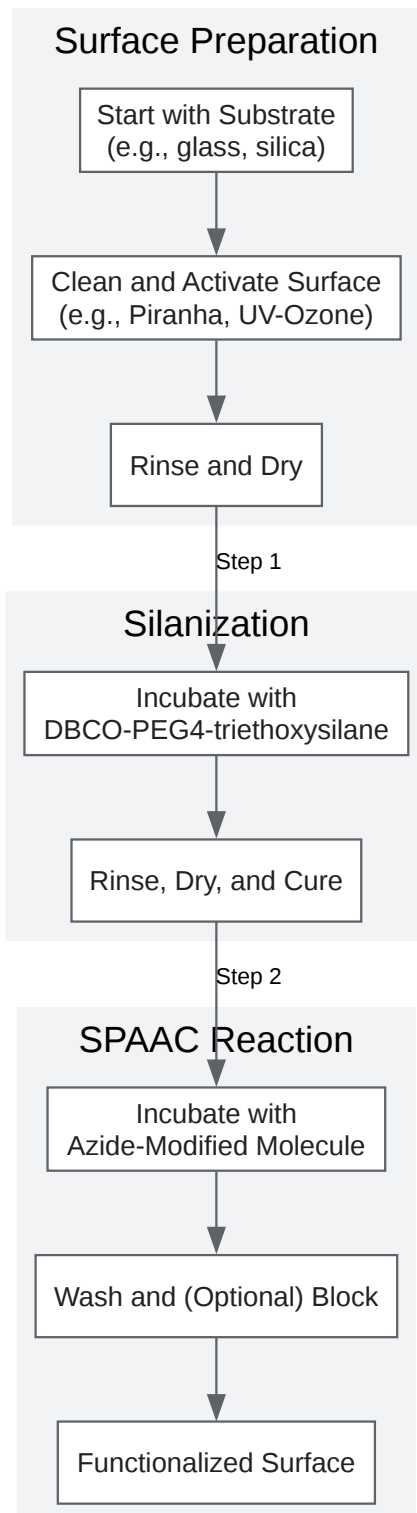 Surface Preparation
Start with Substrate
(e.g., glass, silica)
Clean and Activate Surface
(e.g., Piranha, UV-Ozone)
Rinse and Dry
Step 1
Silanization
Incubate with
DBCO-PEG4-triethoxysilane
Rinse, Dry, and Cure
Step 2
SPAAC Reaction
Incubate with
Azide-Modified Molecule
Wash and (Optional) Block
Functionalized Surface